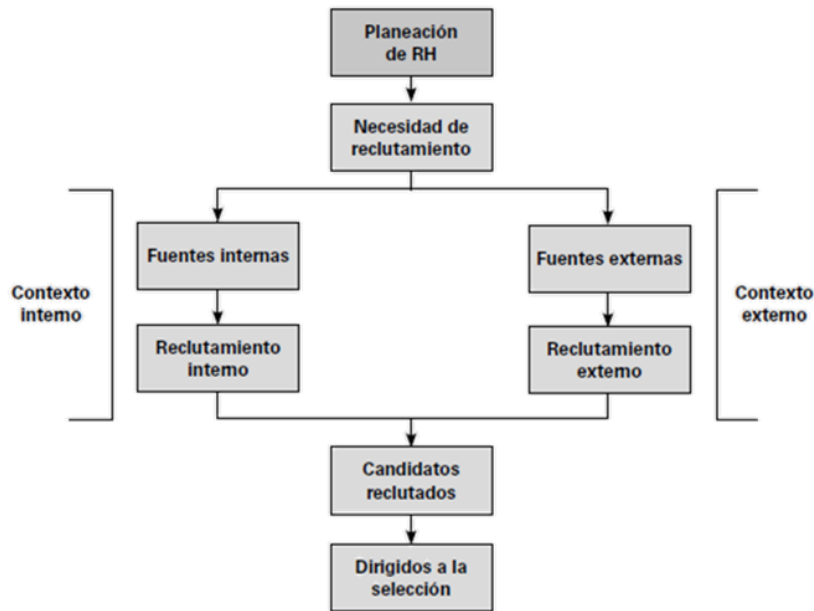 Planeación
de RH
Necesidad de
reclutamiento
Contexto
interno
Fuentes internas
Reclutamiento
interno
Fuentes externas
Reclutamiento
externo
Contexto
externo
Candidatos
reclutados
Dirigidos a la
selección